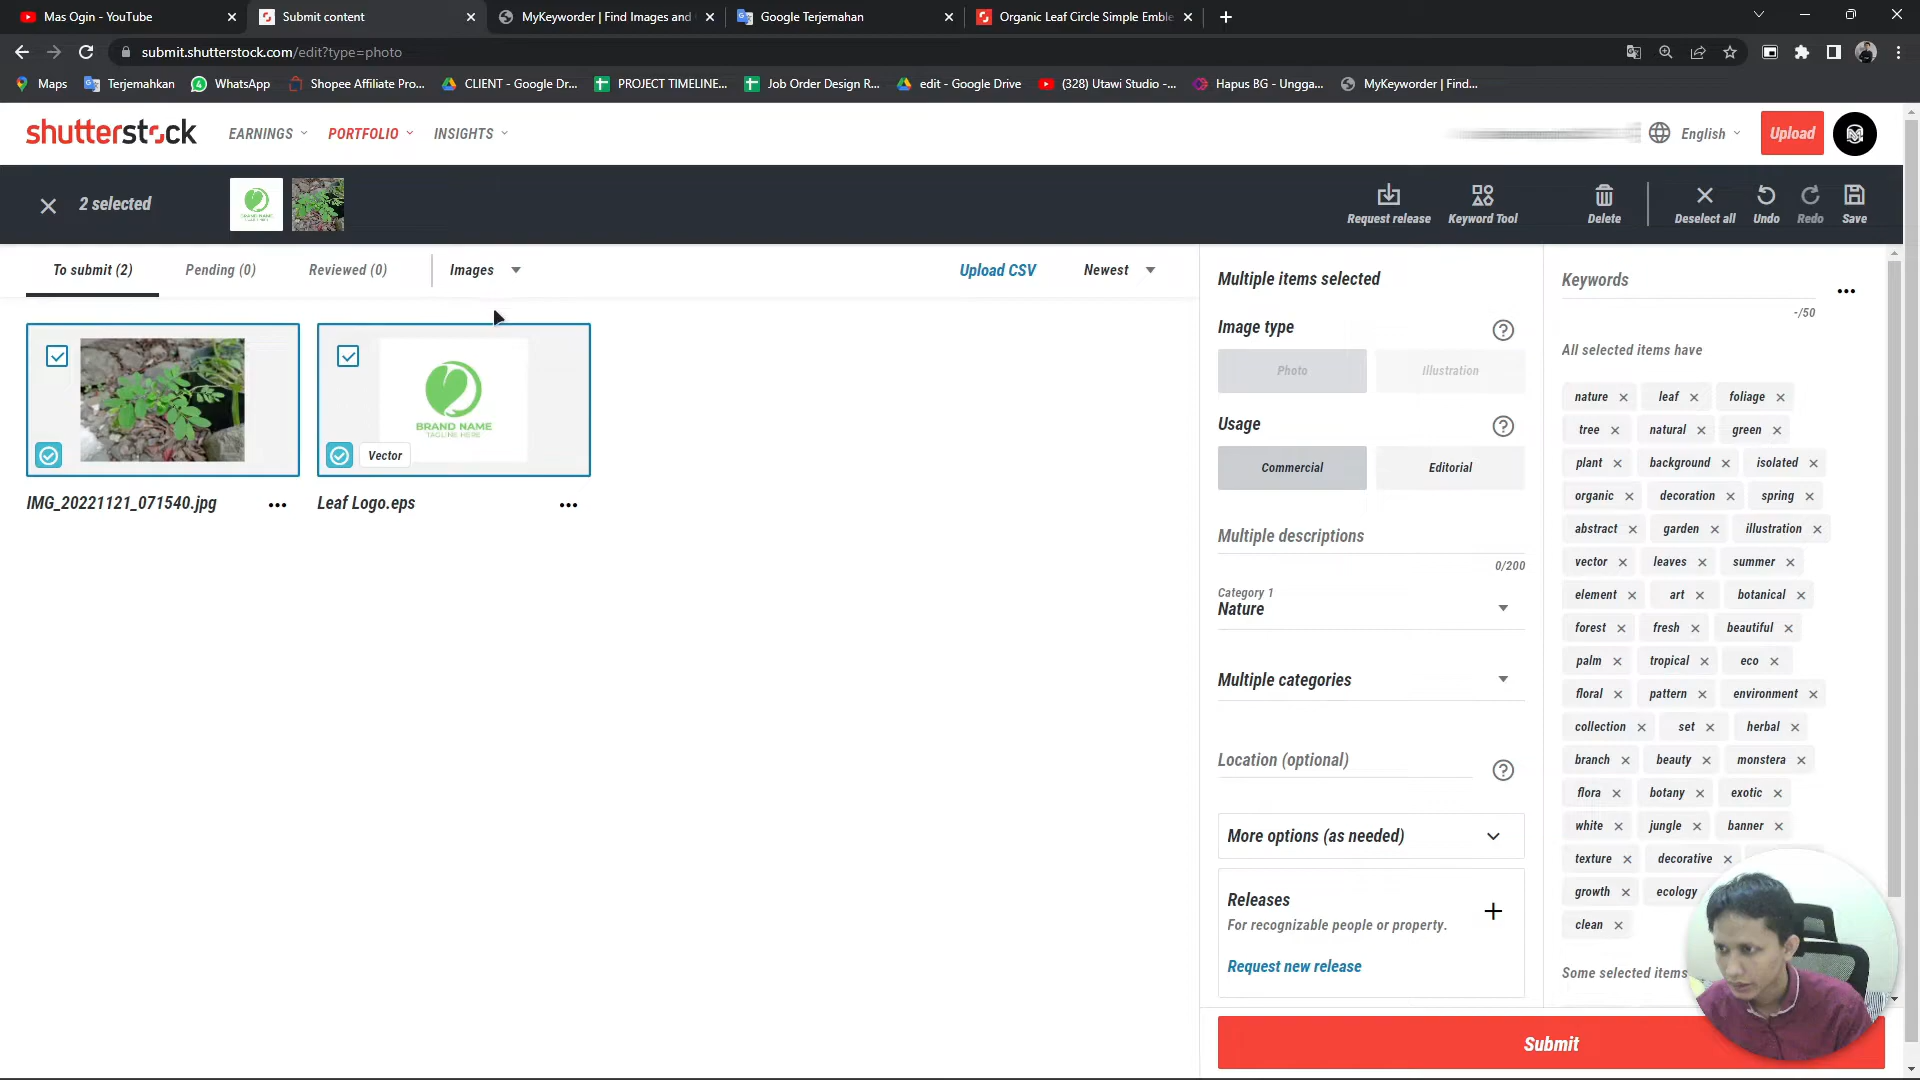 Mas Ogin - YouTube
Submit content
MyKeyworder | Find Images and
Google Terjemahan
Organic Leaf Circle Simple Emble
submit.shutterstock.com/edit?type=photo
Maps
Terjemahkan
WhatsApp
Shopee Affiliate Pro...
CLIENT - Google Dr...
PROJECT TIMELINE...
Job Order Design R...
edit - Google Drive
(328) Utawi Studio -...
Hapus BG - Ungga...
MyKeyworder | Find...
shutterstock
EARNINGS
PORTFOLIO
INSIGHTS
English
Upload
2 selected
Request release
Keyword Tool
Delete
Deselect all
Undo
Redo
Save
To submit (2)
Pending (0)
Reviewed (0)
Images
Upload CSV
Newest
BRAND NAME
TAGLINE HERE
Vector
IMG_20221121_071540.jpg
Leaf Logo.eps
Multiple items selected
Image type
Photo
Illustration
Usage
Commercial
Editorial
Multiple descriptions
0/200
Category 1
Nature
Multiple categories
Location (optional)
More options (as needed)
Releases
For recognizable people or property.
Request new release
Keywords
-/50
All selected items have
nature leaf foliage
tree natural green
plant background isolated
organic decoration spring
abstract garden illustration
vector leaves summer
element art botanical
forest fresh beautiful
palm tropical eco
floral pattern environment
collection set herbal
branch beauty monstera
flora botany exotic
white jungle banner
texture decorative
growth ecology
clean
Some selected items
Submit